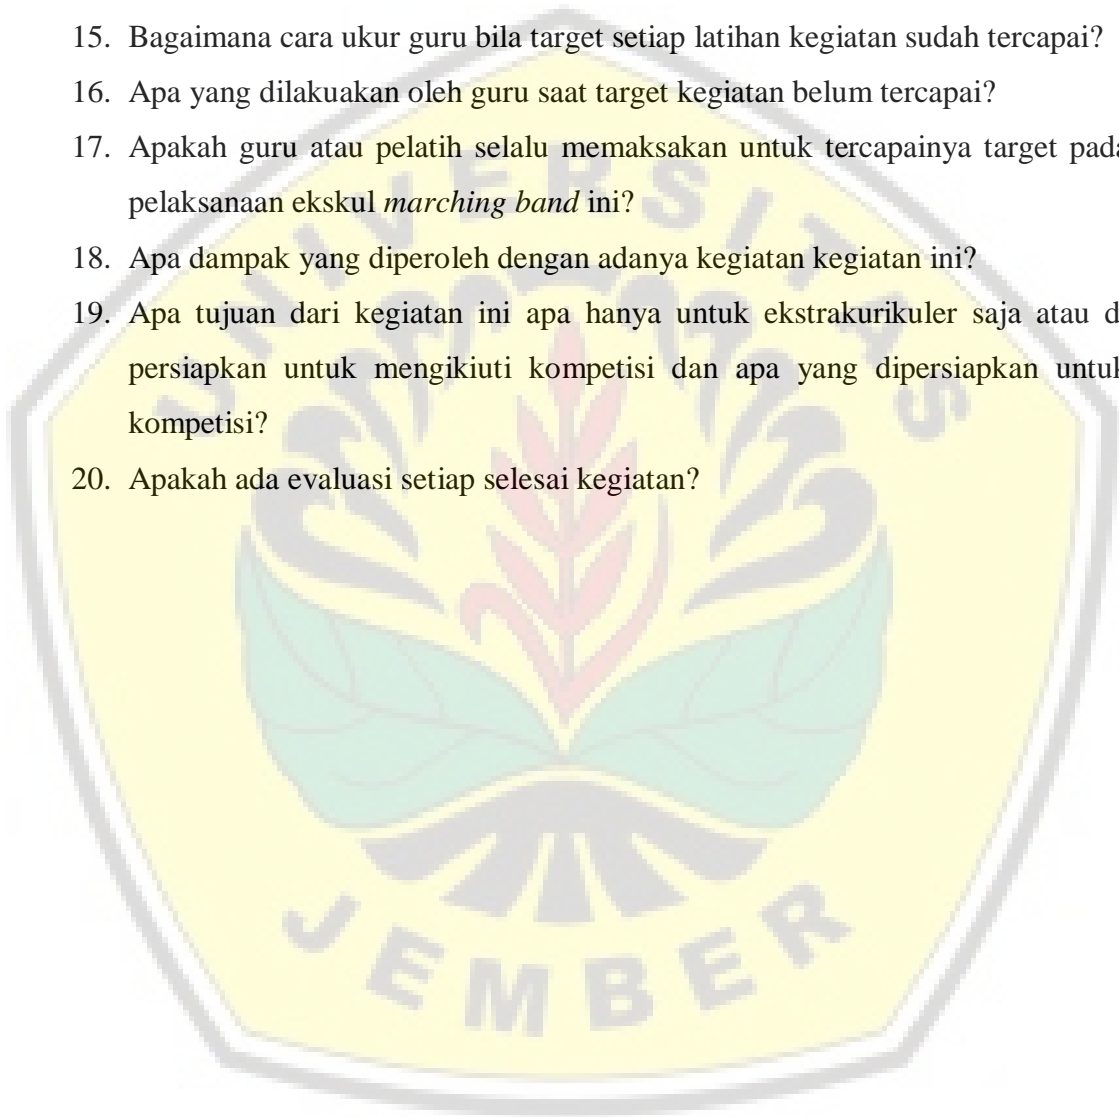 15. Bagaimana cara ukur guru bila target setiap latihan kegiatan sudah tercapai?
16. Apa yang dilakuakan oleh guru saat target kegiatan belum tercapai?
17. Apakah guru atau pelatih selalu memaksakan untuk tercapainya target pada
pelaksanaan ekskul marching band ini?
18. Apa dampak yang diperoleh dengan adanya kegiatan kegiatan ini?
19. Apa tujuan dari kegiatan ini apa hanya untuk ekstrakurikuler saja atau d
persiapkan untuk mengikiuti kompetisi dan apa yang dipersiapkan untuk
kompetisi?
20. Apakah ada evaluasi setiap selesai kegiatan?
UNIVERSITAS
JEMBER